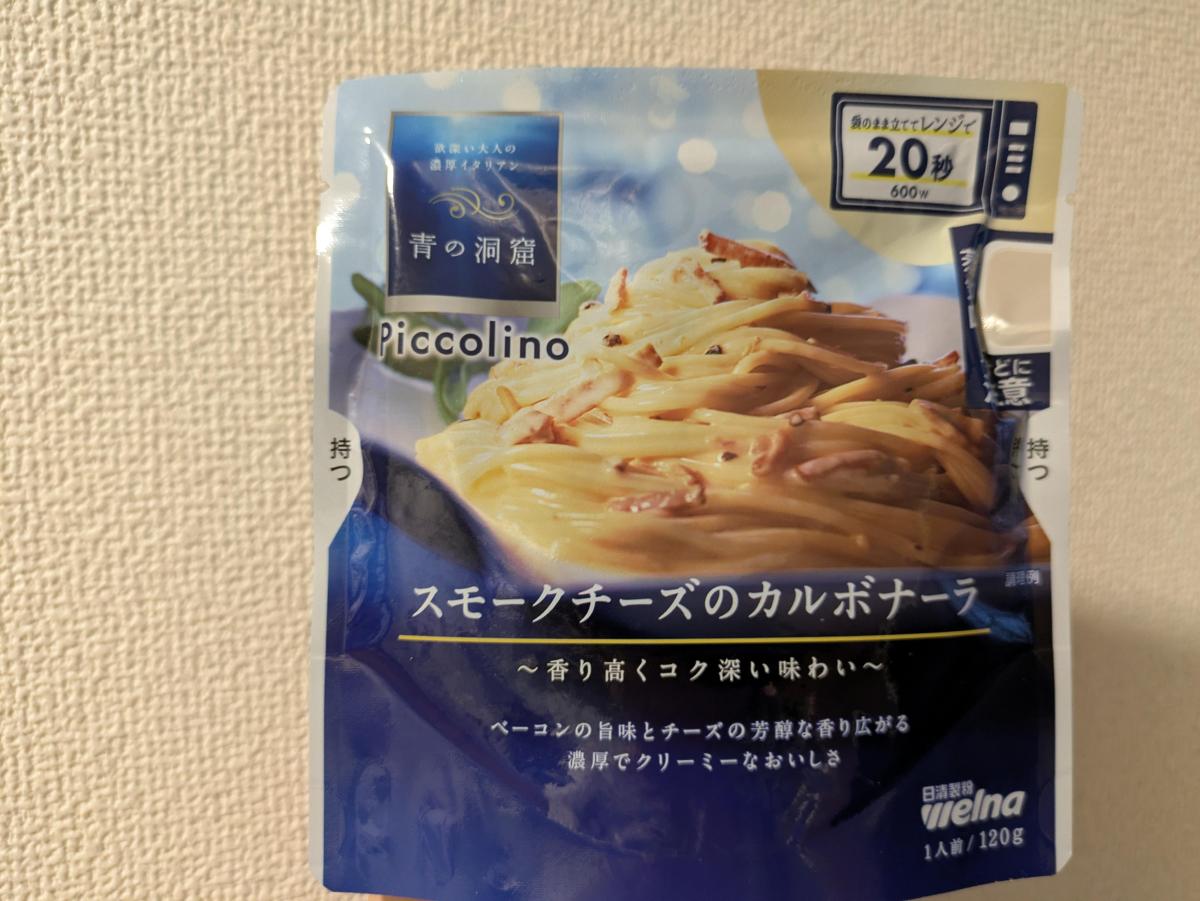 欲深い大人の
濃厚イタリアン
青の洞窟
Piccolino
袋のまま立ててレンジで
20秒
600w
どに
意
持つ
持つ
調理例
スモークチーズのカルボナーラ
〜香り高くコク深い味わい〜
ベーコンの旨味とチーズの芳醇な香り広がる
濃厚でクリーミーなおいしさ
日清製粉
welna
1人前/120g